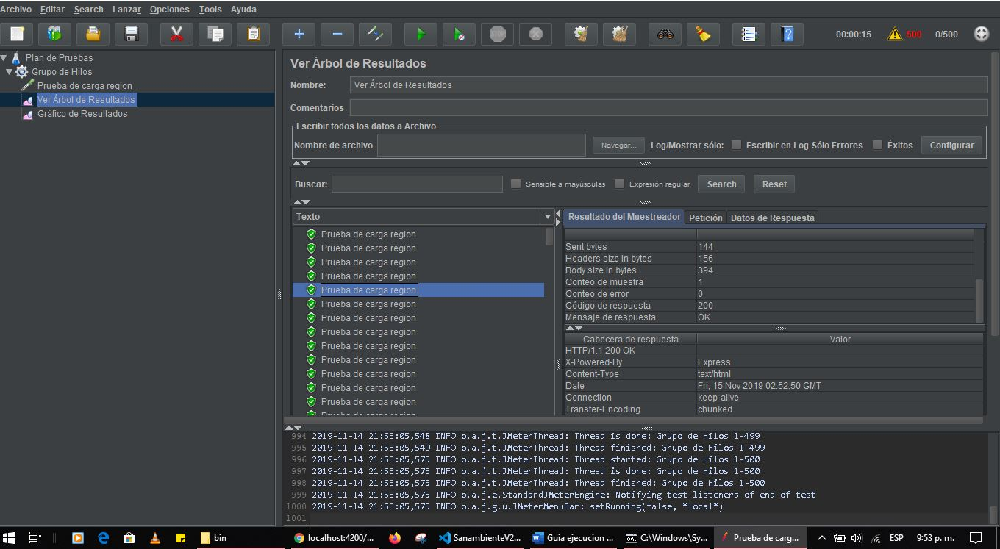 Archivo Editar Search Lanzar Opciones Tools Ayuda
STOP 00:00:15 500 0/500
Plan de Pruebas
Grupo de Hilos
Prueba de carga region
Ver Árbol de Resultados
Gráfico de Resultados
Ver Árbol de Resultados
Nombre: Ver Árbol de Resultados
Comentarios
Escribir todos los datos a Archivo
Nombre de archivo Navegar... Log/Mostrar sólo: Escribir en Log Sólo Errores Éxitos Configurar
Buscar: Sensible a mayúsculas Expresión regular Search Reset
Texto
Prueba de carga region
Prueba de carga region
Prueba de carga region
Prueba de carga region
Prueba de carga region
Prueba de carga region
Prueba de carga region
Prueba de carga region
Prueba de carga region
Prueba de carga region
Prueba de carga region
Prueba de carga region
Prueba de carga region
Prueba de carga region
Resultado del Muestreador Petición Datos de Respuesta
Sent bytes 144
Headers size in bytes 156
Body size in bytes 394
Conteo de muestra 1
Conteo de error 0
Código de respuesta 200
Mensaje de respuesta OK
Cabecera de respuesta Valor
HTTP/1.1 200 OK
X-Powered-By Express
Content-Type text/html
Date Fri, 15 Nov 2019 02:52:50 GMT
Connection keep-alive
Transfer-Encoding chunked
994 2019-11-14 21:53:05,548 INFO o.a.j.t.JMeterThread: Thread is done: Grupo de Hilos 1-499
995 2019-11-14 21:53:05,549 INFO o.a.j.t.JMeterThread: Thread finished: Grupo de Hilos 1-499
996 2019-11-14 21:53:05,575 INFO o.a.j.t.JMeterThread: Thread started: Grupo de Hilos 1-500
997 2019-11-14 21:53:05,575 INFO o.a.j.t.JMeterThread: Thread is done: Grupo de Hilos 1-500
998 2019-11-14 21:53:05,575 INFO o.a.j.t.JMeterThread: Thread finished: Grupo de Hilos 1-500
999 2019-11-14 21:53:05,575 INFO o.a.j.e.StandardJMeterEngine: Notifying test listeners of end of test
1000 2019-11-14 21:53:05,575 INFO o.a.j.g.u.JMeterMenuBar: setRunning(false, *local*)
1001
bin localhost:4200/... SanambienteV2... Guia ejecucion ... C:\Windows\Sy... Prueba de carg... ESP 9:53 p. m.